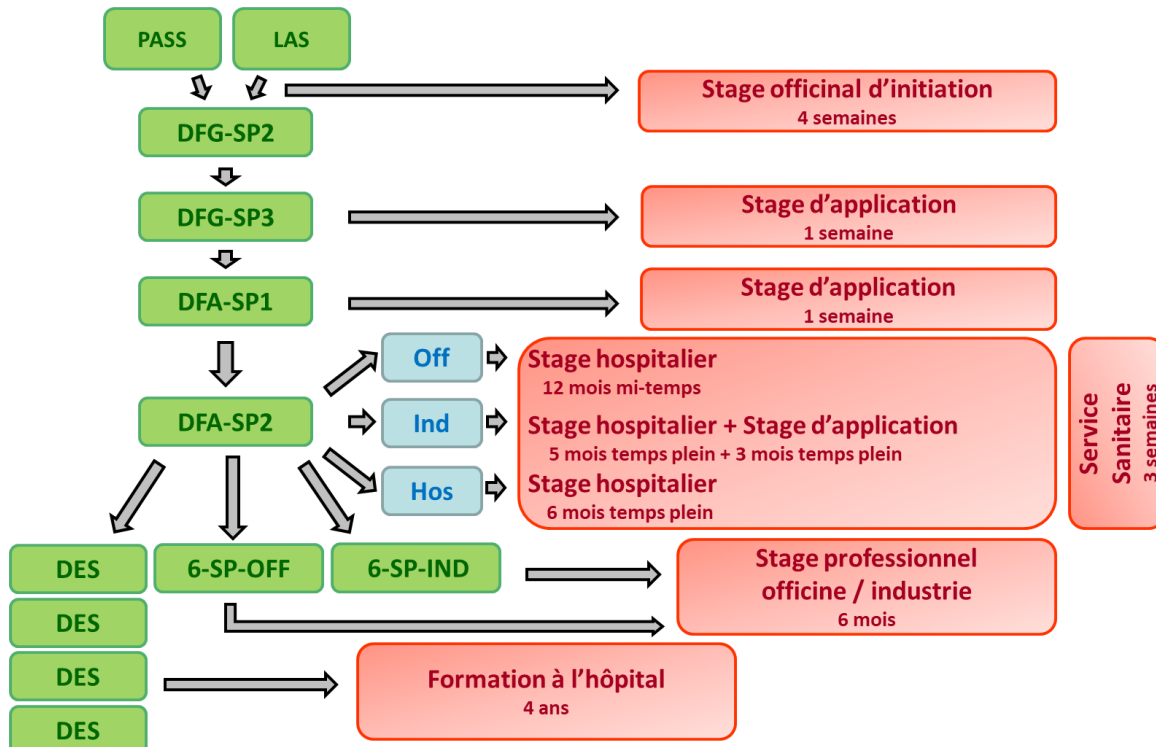 PASS
LAS
Stage officinal d’initiation
4 semaines
DFG-SP2
DFG-SP3
Stage d’application
1 semaine
DFA-SP1
Stage d’application
1 semaine
Off
Stage hospitalier
12 mois mi-temps
DFA-SP2
Ind
Stage hospitalier + Stage d’application
5 mois temps plein + 3 mois temps plein
Hos
Stage hospitalier
6 mois temps plein
Service
Sanitaire
3 semaines
DES
6-SP-OFF
6-SP-IND
Stage professionnel
officine / industrie
6 mois
DES
DES
Formation à l’hôpital
4 ans
DES